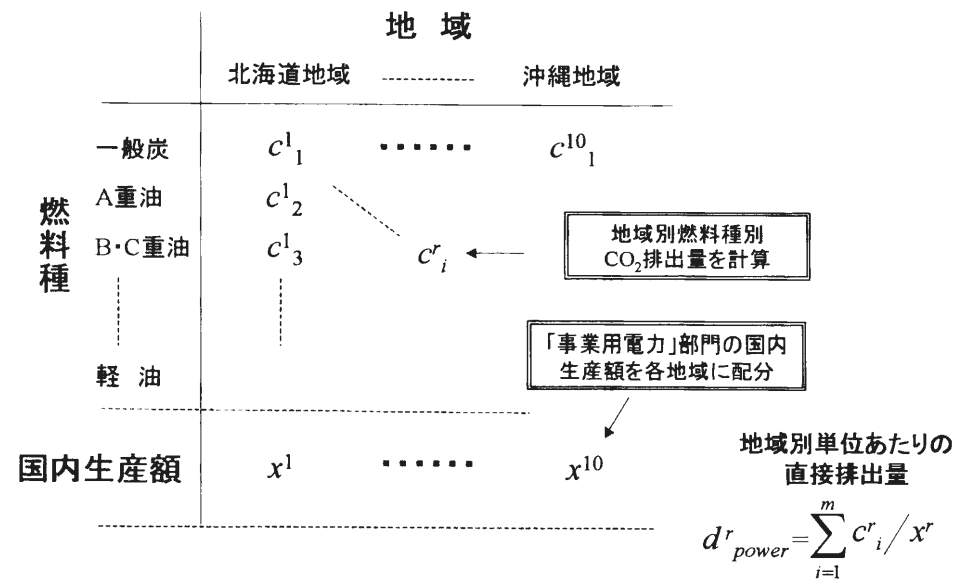 地 域
北海道地域 沖縄地域
燃料種
一般炭 c¹₁ ・・・・・・ c¹⁰₁
A重油 c¹₂
B・C重油 c¹₃ cʳᵢ
地域別燃料種別
CO₂排出量を計算
「事業用電力」部門の国内
生産額を各地域に配分
軽 油
国内生産額 x¹ ・・・・・・ x¹⁰
地域別単位あたりの
直接排出量
dʳ_power=∑_{i=1}^{m} cʳᵢ/xʳ